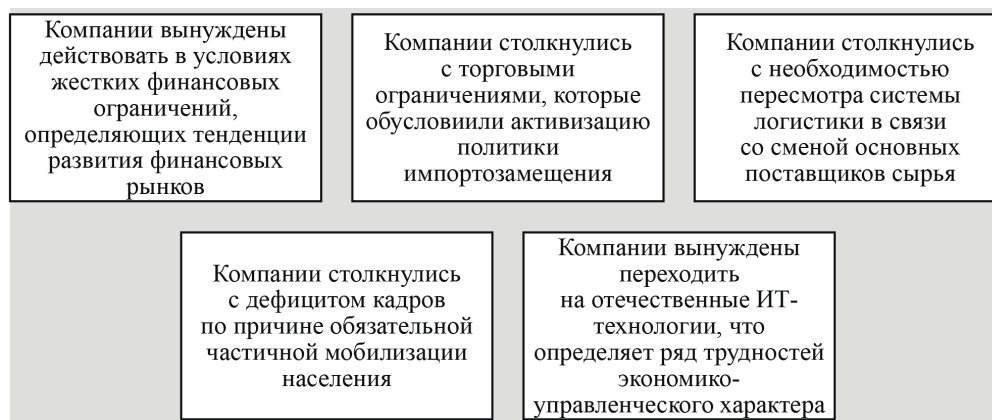 Компании вынуждены
действовать в условиях
жестких финансовых
ограничений,
определяющих тенденции
развития финансовых
рынков
Компании столкнулись
с торговыми
ограничениями, которые
обусловиили активизацию
политики
импортозамещения
Компании столкнулись
с необходимостью
пересмотра системы
логистики в связи
со сменой основных
поставщиков сырья
Компании столкнулись
с дефицитом кадров
по причине обязательной
частичной мобилизации
населения
Компании вынуждены
переходить
на отечественные ИТ-
технологии, что
определяет ряд трудностей
экономико-
управленческого характера